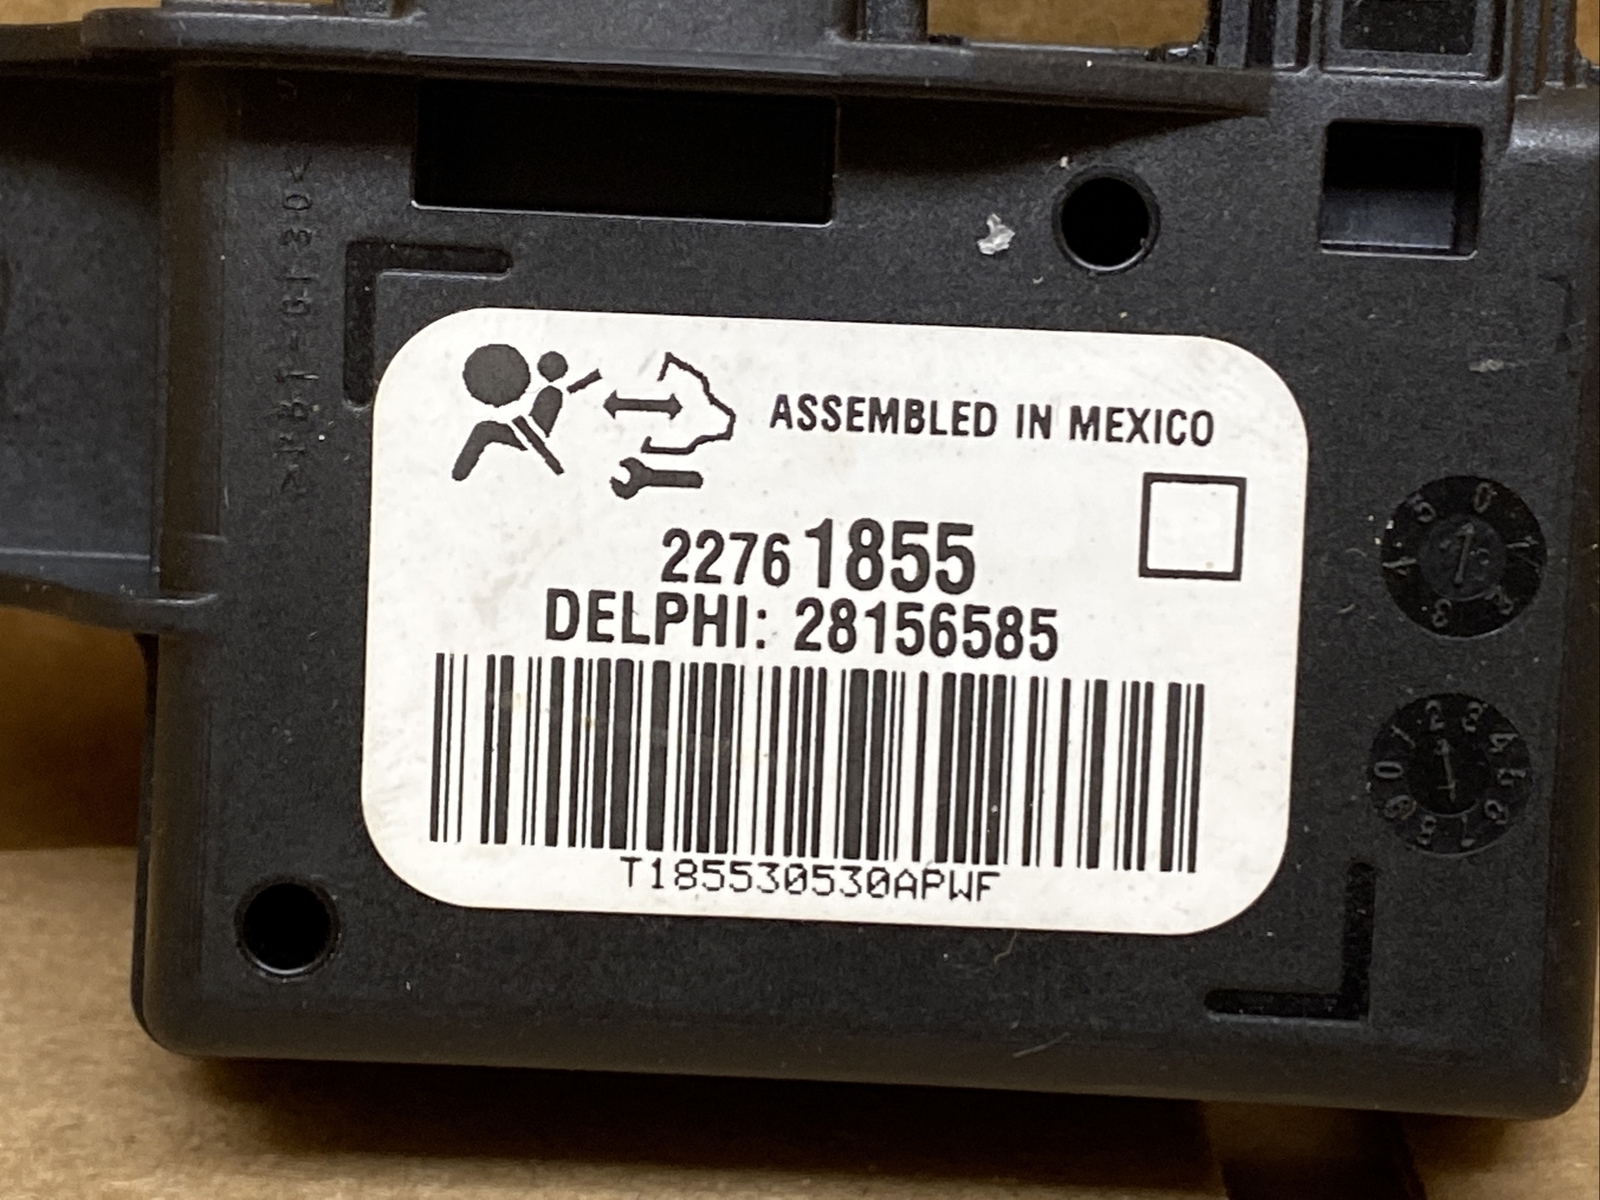 ASSEMBLED IN MEXICO
22761855
DELPHI: 28156585
T185530530APWF